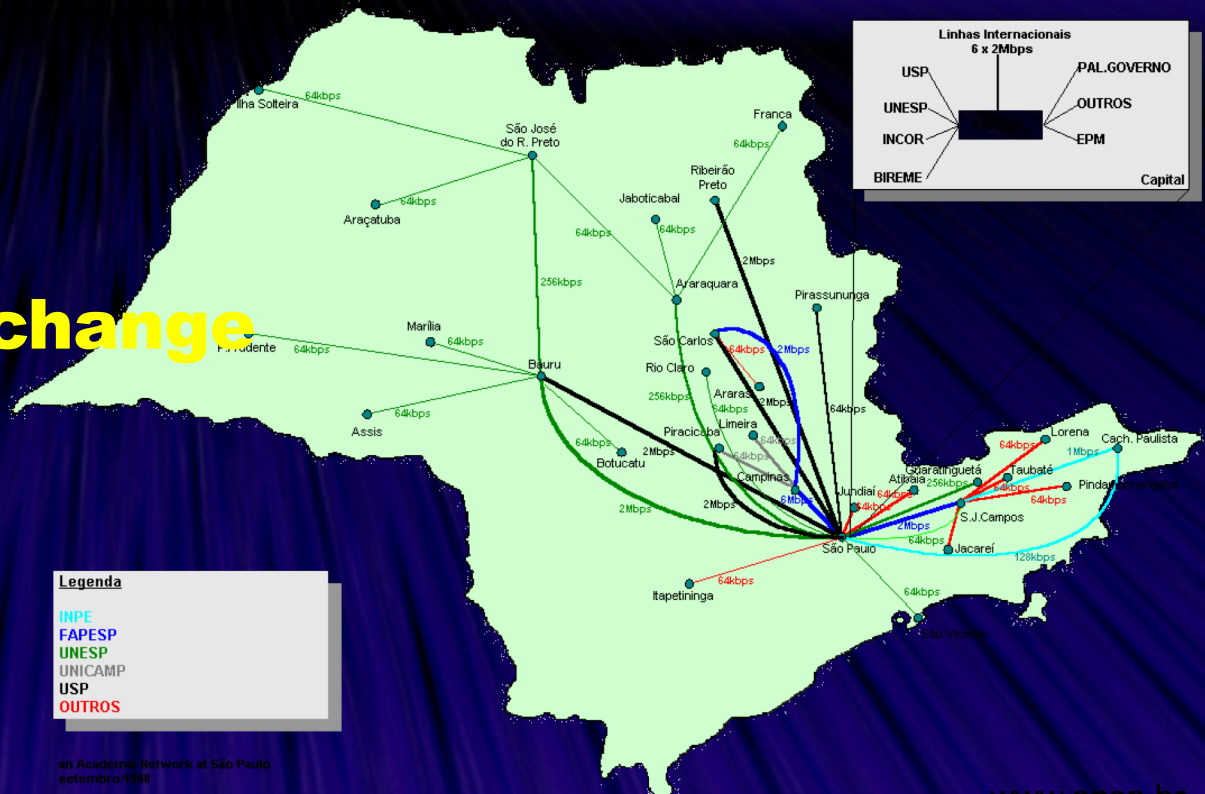 Linhas Internacionais
6 x 2Mbps
USP
PAL.GOVERNO
UNESP
OUTROS
INCOR
EPM
BIREME
Capital
64kbps
Ilha Solteira
São José
do R. Preto
Franca
64kbps
Ribeirão
Preto
64kbps
Araçatuba
Jaboticabal
64kbps
64kbps
2Mbps
256kbps
Araraquara
Pirassununga
change
P.Prudente
64kbps
Marília
64kbps
São Carlos
64kbps
2Mbps
Bauru
Rio Claro
256kbps
Araras
2Mbps
64kbps
64kbps
64kbps
Assis
Limeira
Piracicaba
64kbps
64kbps
64kbps
Botucatu
2Mbps
Campinas
6Mbps
2Mbps
2Mbps
Jundiaí
64kbps
Atibaia
64kbps
Guaratinguetá
256kbps
Lorena
64kbps
Cach. Paulista
1Mbps
Taubaté
64kbps
64kbps
S.J.Campos
2Mbps
64kbps
São Paulo
Jacareí
128kbps
64kbps
Itapetininga
64kbps
São Vicente
Legenda
INPE
FAPESP
UNESP
UNICAMP
USP
OUTROS
an Academic Network at São Paulo
setembro/1998